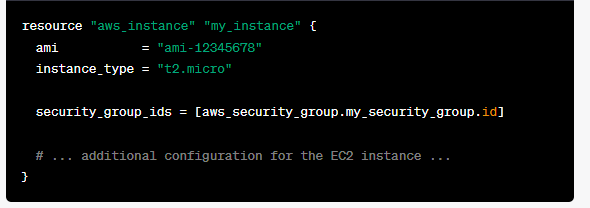 resource "aws_instance" "my_instance" {
  ami           = "ami-12345678"
  instance_type = "t2.micro"
  security_group_ids = [aws_security_group.my_security_group.id]
  # ... additional configuration for the EC2 instance ...
}